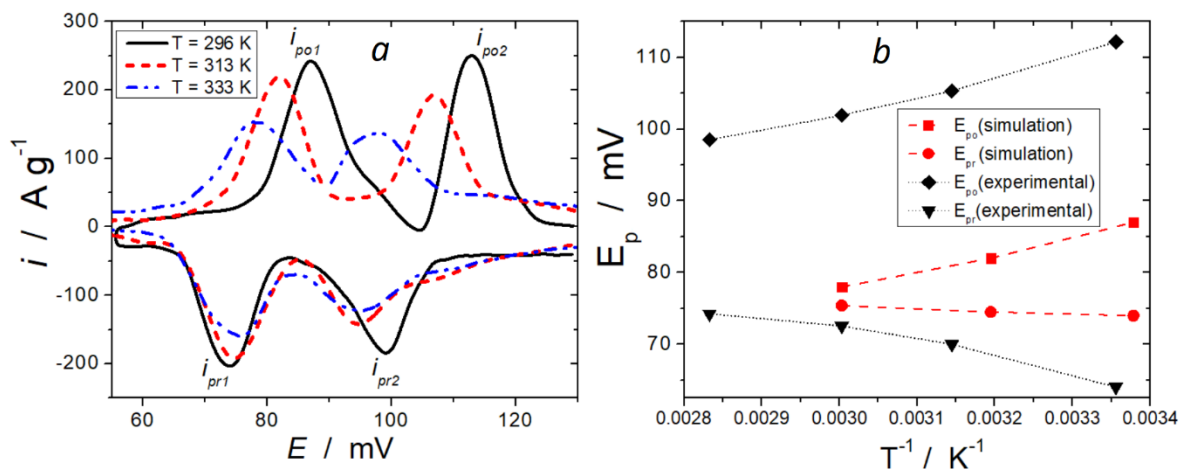 a
T = 296 K
T = 313 K
T = 333 K
i_po1
i_po2
i_pr1
i_pr2
300
200
100
0
-100
-200
i / A g⁻¹
60
80
100
120
E / mV
b
E_po(simulation)
E_pr(simulation)
E_po(experimental)
E_pr(experimental)
110
100
90
80
70
E_p / mV
0.0028
0.0029
0.0030
0.0031
0.0032
0.0033
0.0034
T⁻¹ / K⁻¹